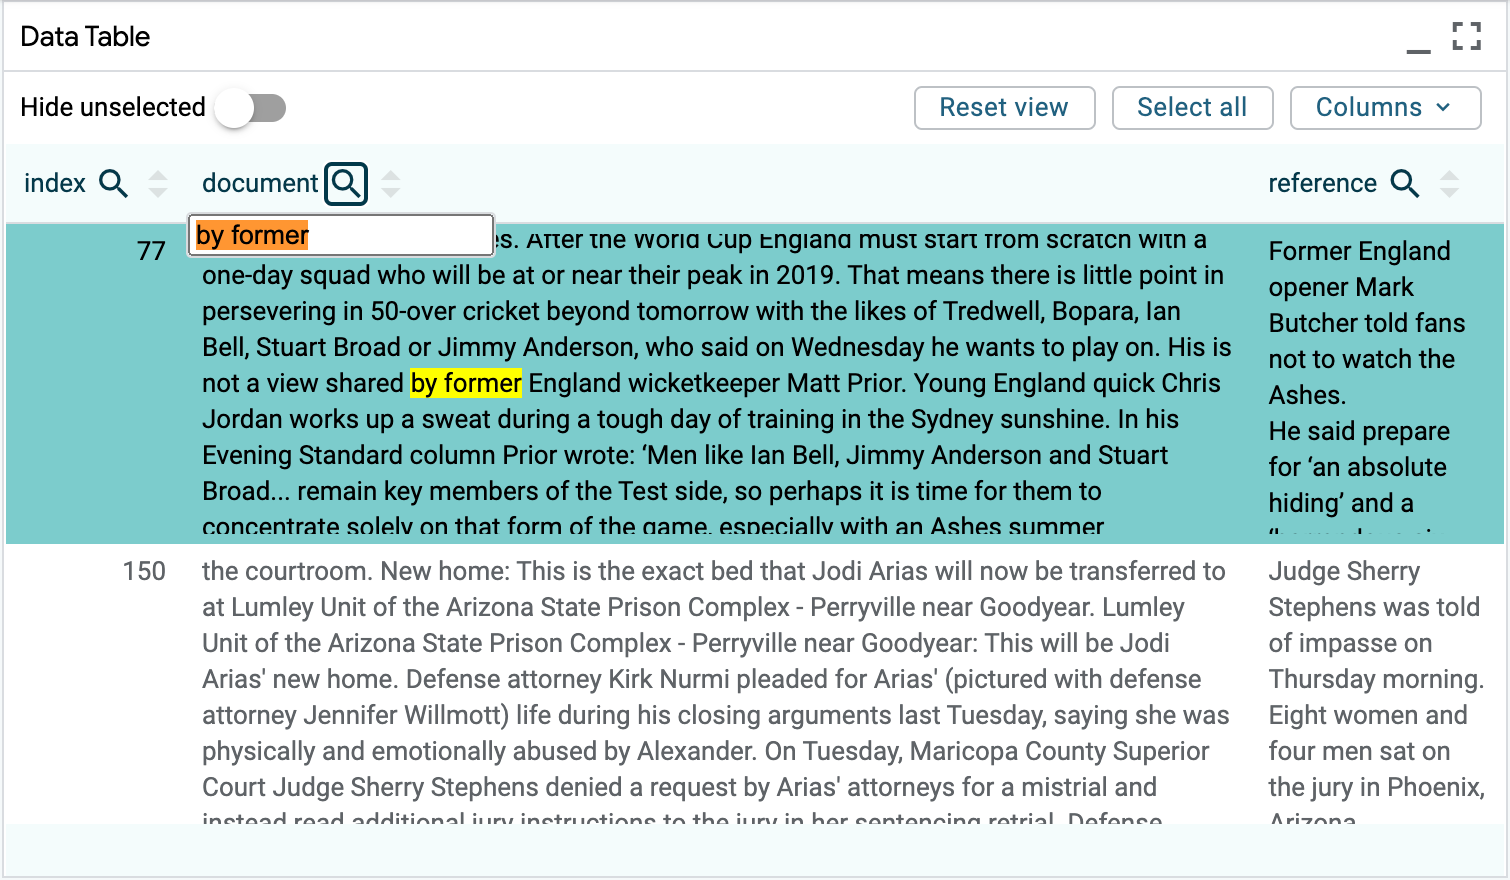 Data Table
Hide unselected
Reset view
Select all
Columns
index
document
reference
by former
77
es. After the World Cup England must start from scratch with a
one-day squad who will be at or near their peak in 2019. That means there is little point in
persevering in 50-over cricket beyond tomorrow with the likes of Tredwell, Bopara, Ian
Bell, Stuart Broad or Jimmy Anderson, who said on Wednesday he wants to play on. His is
not a view shared by former England wicketkeeper Matt Prior. Young England quick Chris
Jordan works up a sweat during a tough day of training in the Sydney sunshine. In his
Evening Standard column Prior wrote: ‘Men like Ian Bell, Jimmy Anderson and Stuart
Broad... remain key members of the Test side, so perhaps it is time for them to
concentrate solely on that form of the game, especially with an Ashes summer
Former England
opener Mark
Butcher told fans
not to watch the
Ashes.
He said prepare
for ‘an absolute
hiding’ and a
150
the courtroom. New home: This is the exact bed that Jodi Arias will now be transferred to
at Lumley Unit of the Arizona State Prison Complex - Perryville near Goodyear. Lumley
Unit of the Arizona State Prison Complex - Perryville near Goodyear: This will be Jodi
Arias' new home. Defense attorney Kirk Nurmi pleaded for Arias' (pictured with defense
attorney Jennifer Willmott) life during his closing arguments last Tuesday, saying she was
physically and emotionally abused by Alexander. On Tuesday, Maricopa County Superior
Court Judge Sherry Stephens denied a request by Arias' attorneys for a mistrial and
instead read additional jury instructions to the jury in her sentencing retrial. Defense
Judge Sherry
Stephens was told
of impasse on
Thursday morning.
Eight women and
four men sat on
the jury in Phoenix,
Arizona